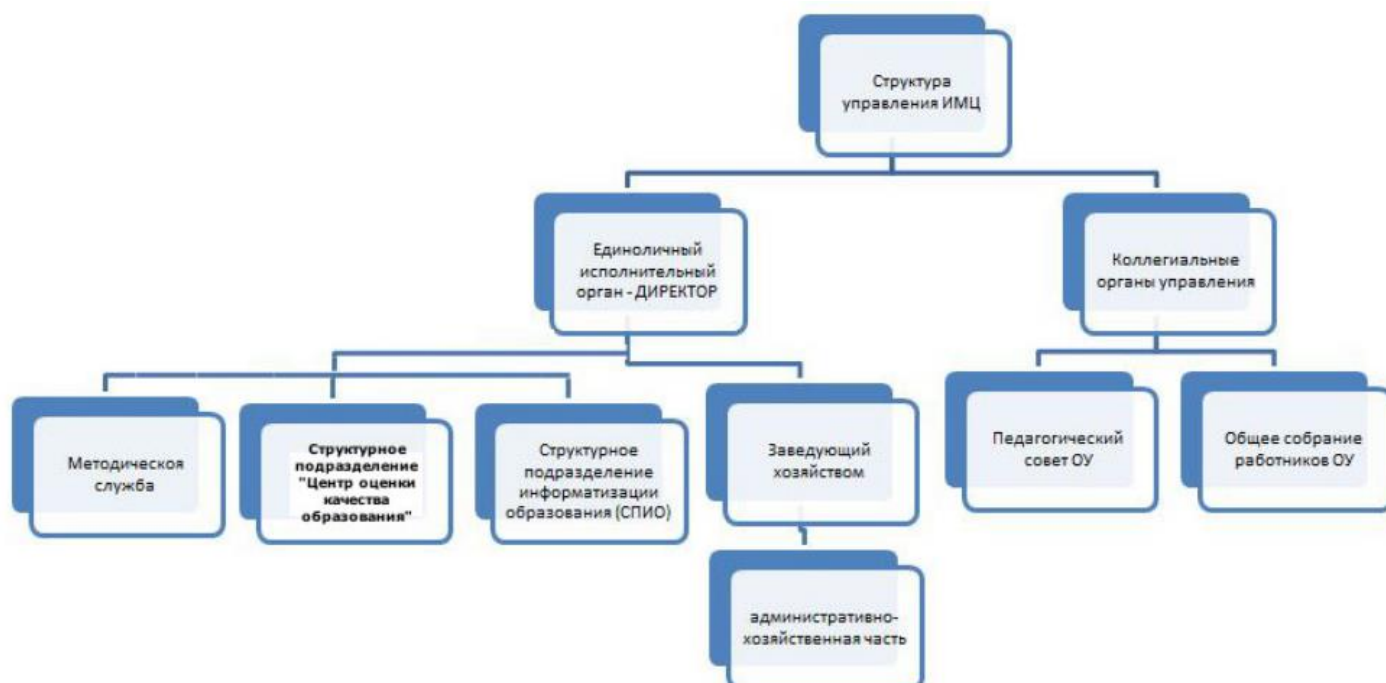 Структура
управления ИМЦ
Единоличный
исполнительный
орган - ДИРЕКТОР
Коллегиальные
органы управления
Методическоя
служба
Структурное
подразделение
"Центр оценки
качества
образования"
Структурное
подразделение
информатизации
образования (СПИО)
Заведующий
хозяйством
Педагогический
совет ОУ
Общее собрание
работников ОУ
административно-
хозяйственная часть